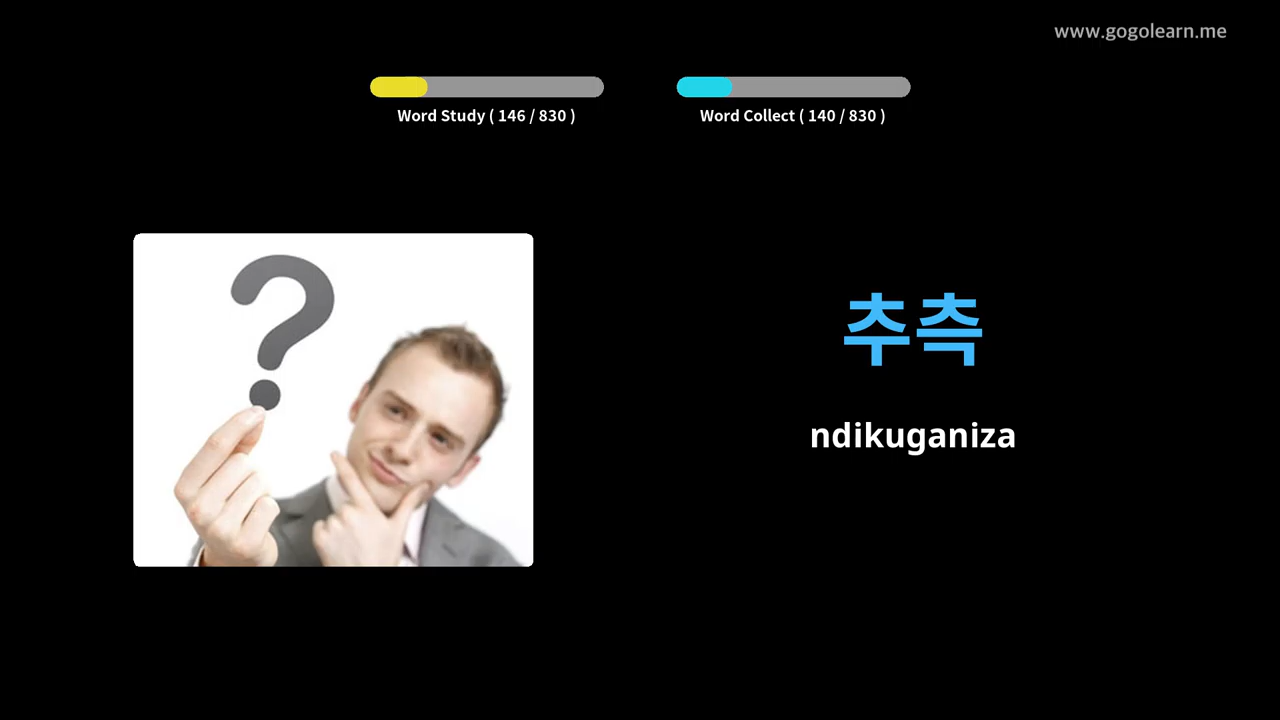 www.gogolearn.me
Word Study ( 146 / 830 )
Word Collect ( 140 / 830 )
?
추측
ndikuganiza